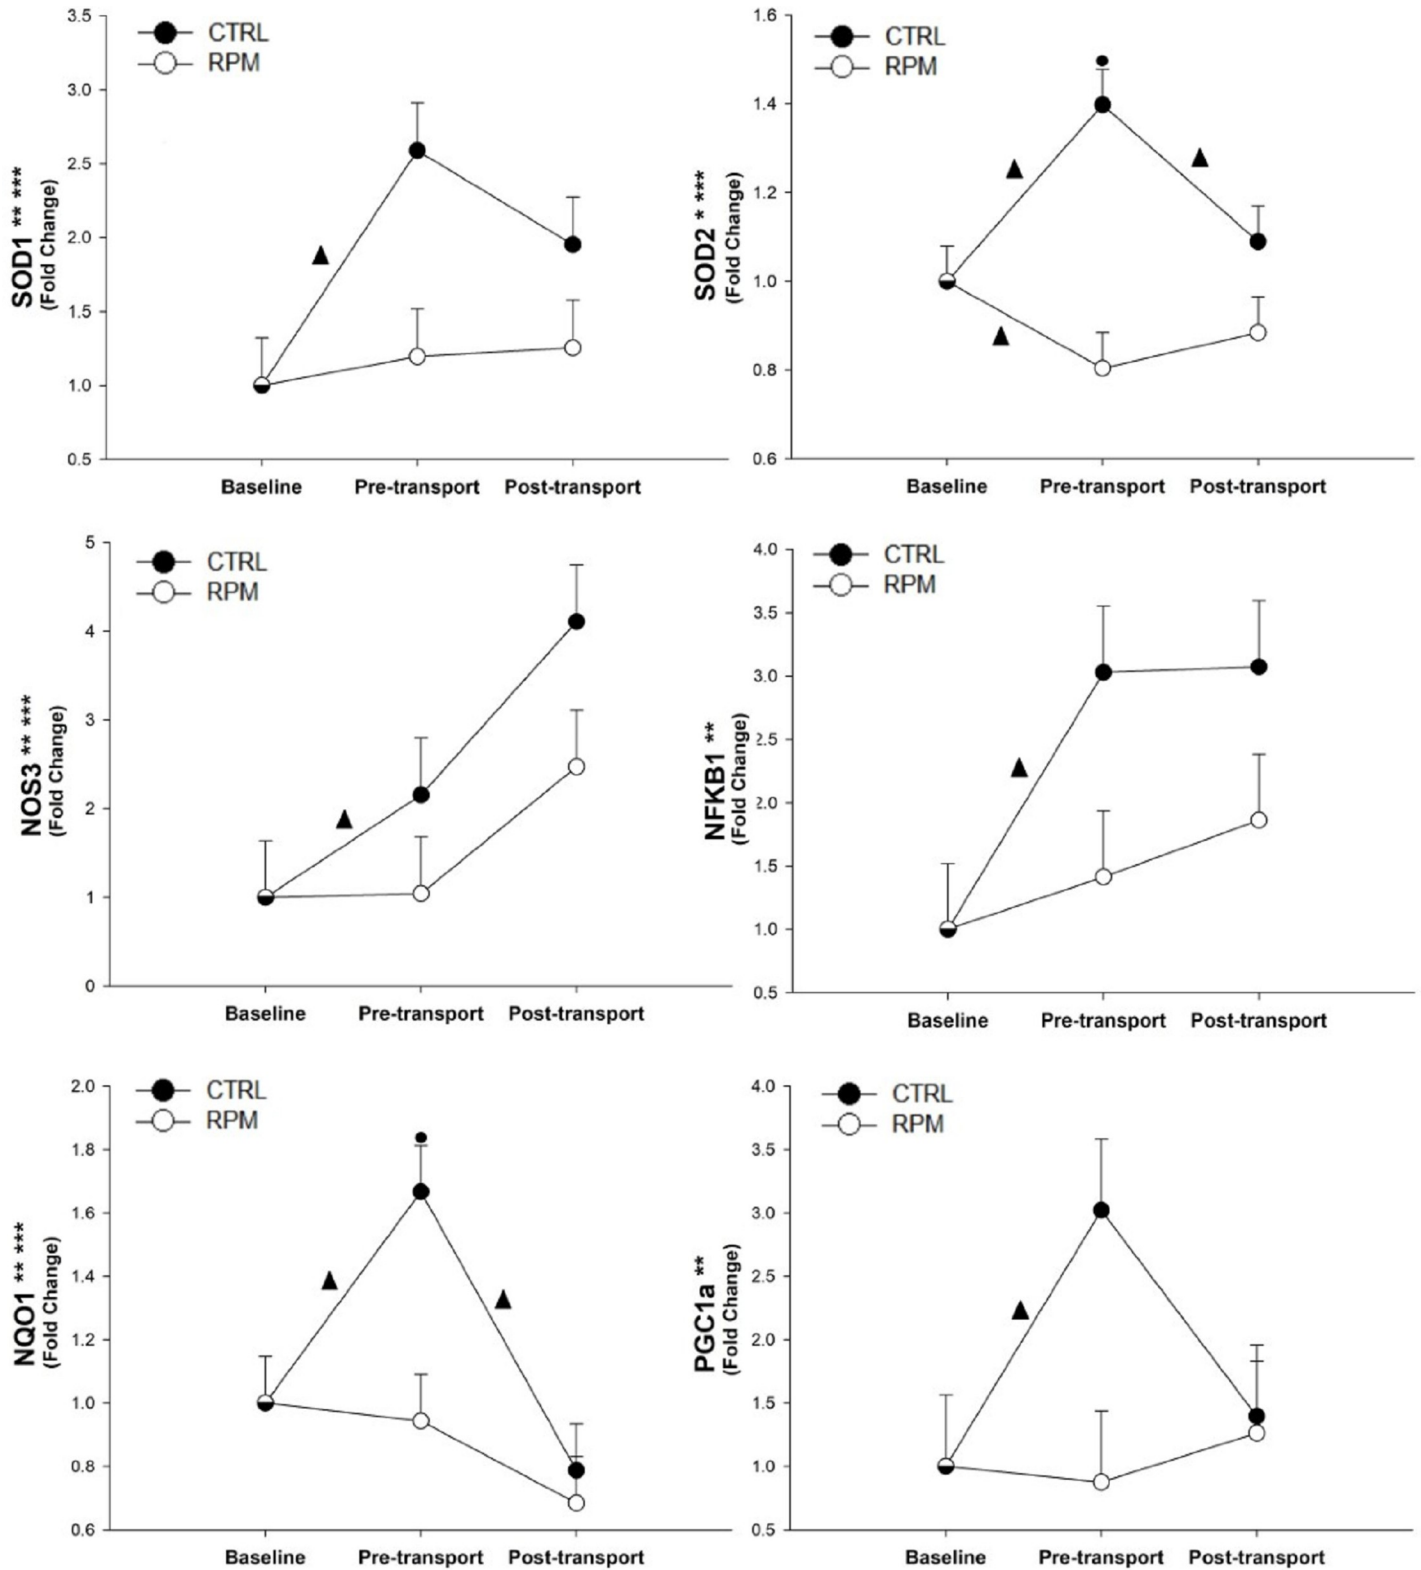 3.5
3.0
2.5
2.0
1.5
1.0
0.5
SOD1 ** ***
(Fold Change)
CTRL
RPM
Baseline Pre-transport Post-transport
1.6
1.4
1.2
1.0
0.8
0.6
SOD2 * ***
(Fold Change)
CTRL
RPM
Baseline Pre-transport Post-transport
5
4
3
2
1
0
NOS3 ** ***
(Fold Change)
CTRL
RPM
Baseline Pre-transport Post-transport
4.0
3.5
3.0
2.5
2.0
1.5
1.0
0.5
NFKB1 **
(Fold Change)
CTRL
RPM
Baseline Pre-transport Post-transport
2.0
1.8
1.6
1.4
1.2
1.0
0.8
0.6
NQO1 ** ***
(Fold Change)
CTRL
RPM
Baseline Pre-transport Post-transport
4.0
3.5
3.0
2.5
2.0
1.5
1.0
0.5
PGC1a **
(Fold Change)
CTRL
RPM
Baseline Pre-transport Post-transport